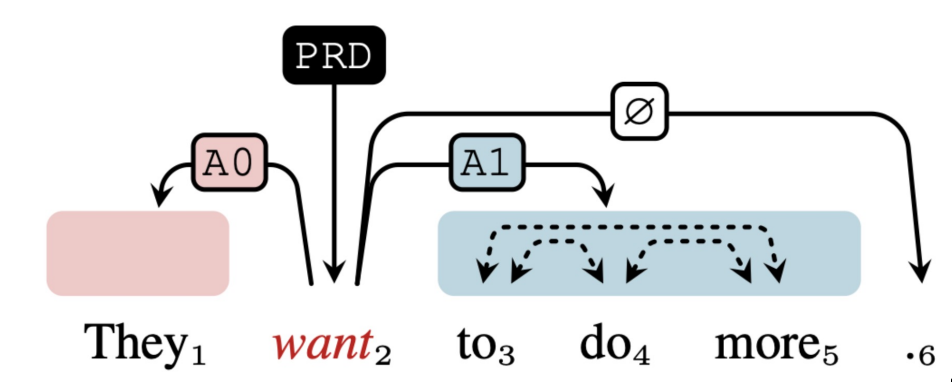 PRD
∅
A0 A1
They₁ want₂ to₃ do₄ more₅ .₆